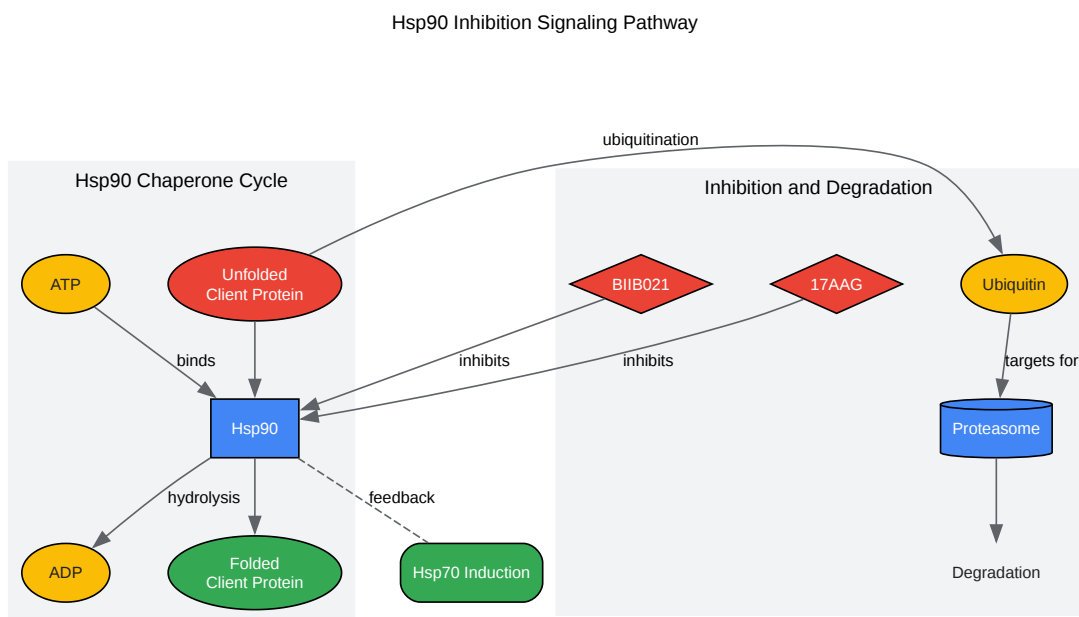 Hsp90 Inhibition Signaling Pathway
ubiquitination
Hsp90 Chaperone Cycle
Inhibition and Degradation
ATP
Unfolded
Client Protein
BIIB021
17AAG
Ubiquitin
binds
inhibits
inhibits
targets for
Hsp90
Proteasome
hydrolysis
feedback
ADP
Folded
Client Protein
Hsp70 Induction
Degradation